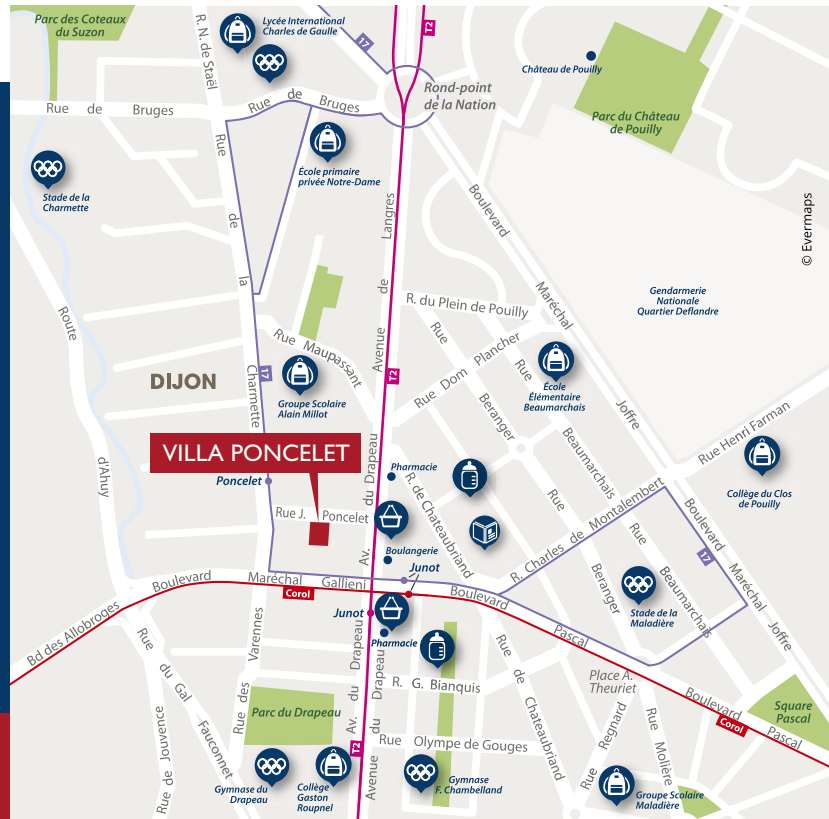 Parc des Coteaux
du Suzon
R. N. de Staël
Lycée International
Charles de Gaulle
17
T2
Château de Pouilly
Rond-point
de la Nation
Parc du Château
de Pouilly
Rue de Bruges
Rue de Bruges
École primaire
privée Notre-Dame
Stade de la
Charmette
Rue de la Charmette
Avenue de Langres
Boulevard Maréchal Joffre
© Evermaps
Gendarmerie
Nationale
Quartier Deflandre
R. du Plein de Pouilly
Route d'Ahuy
Rue Maupassant
Rue Dom Plancher
Rue Beranger
Rue Beaumarchais
17
T2
DIJON
Groupe Scolaire
Alain Millot
École
Élémentaire
Beaumarchais
Rue Henri Farman
VILLA PONCELET
Poncelet
Pharmacie
Av. du Drapeau
R. de Chateaubriand
Collège du Clos
de Pouilly
Rue J. Poncelet
Boulangerie
Junot
R. Charles de Montalembert
Rue Beranger
Rue Beaumarchais
Boulevard Maréchal Joffre
17
Boulevard Maréchal Gallieni
Corol
Boulevard Pascal
Stade de la
Maladière
Bd des Allobroges
Junot
Pharmacie
Rue du Gal Fauconnet
Rue des Varennes
Av. du Drapeau
Avenue du Drapeau
R. G. Bianquis
Rue de Chateaubriand
Place A.
Theuriet
Boulevard Pascal
Corol
Square
Pascal
Parc du Drapeau
T2
Rue Olympe de Gouges
Rue Regnard
Rue Molière
Rue de Jouvence
Gymnase du
Drapeau
Collège
Gaston
Roupnel
Gymnase
F. Chambelland
Groupe Scolaire
Maladière